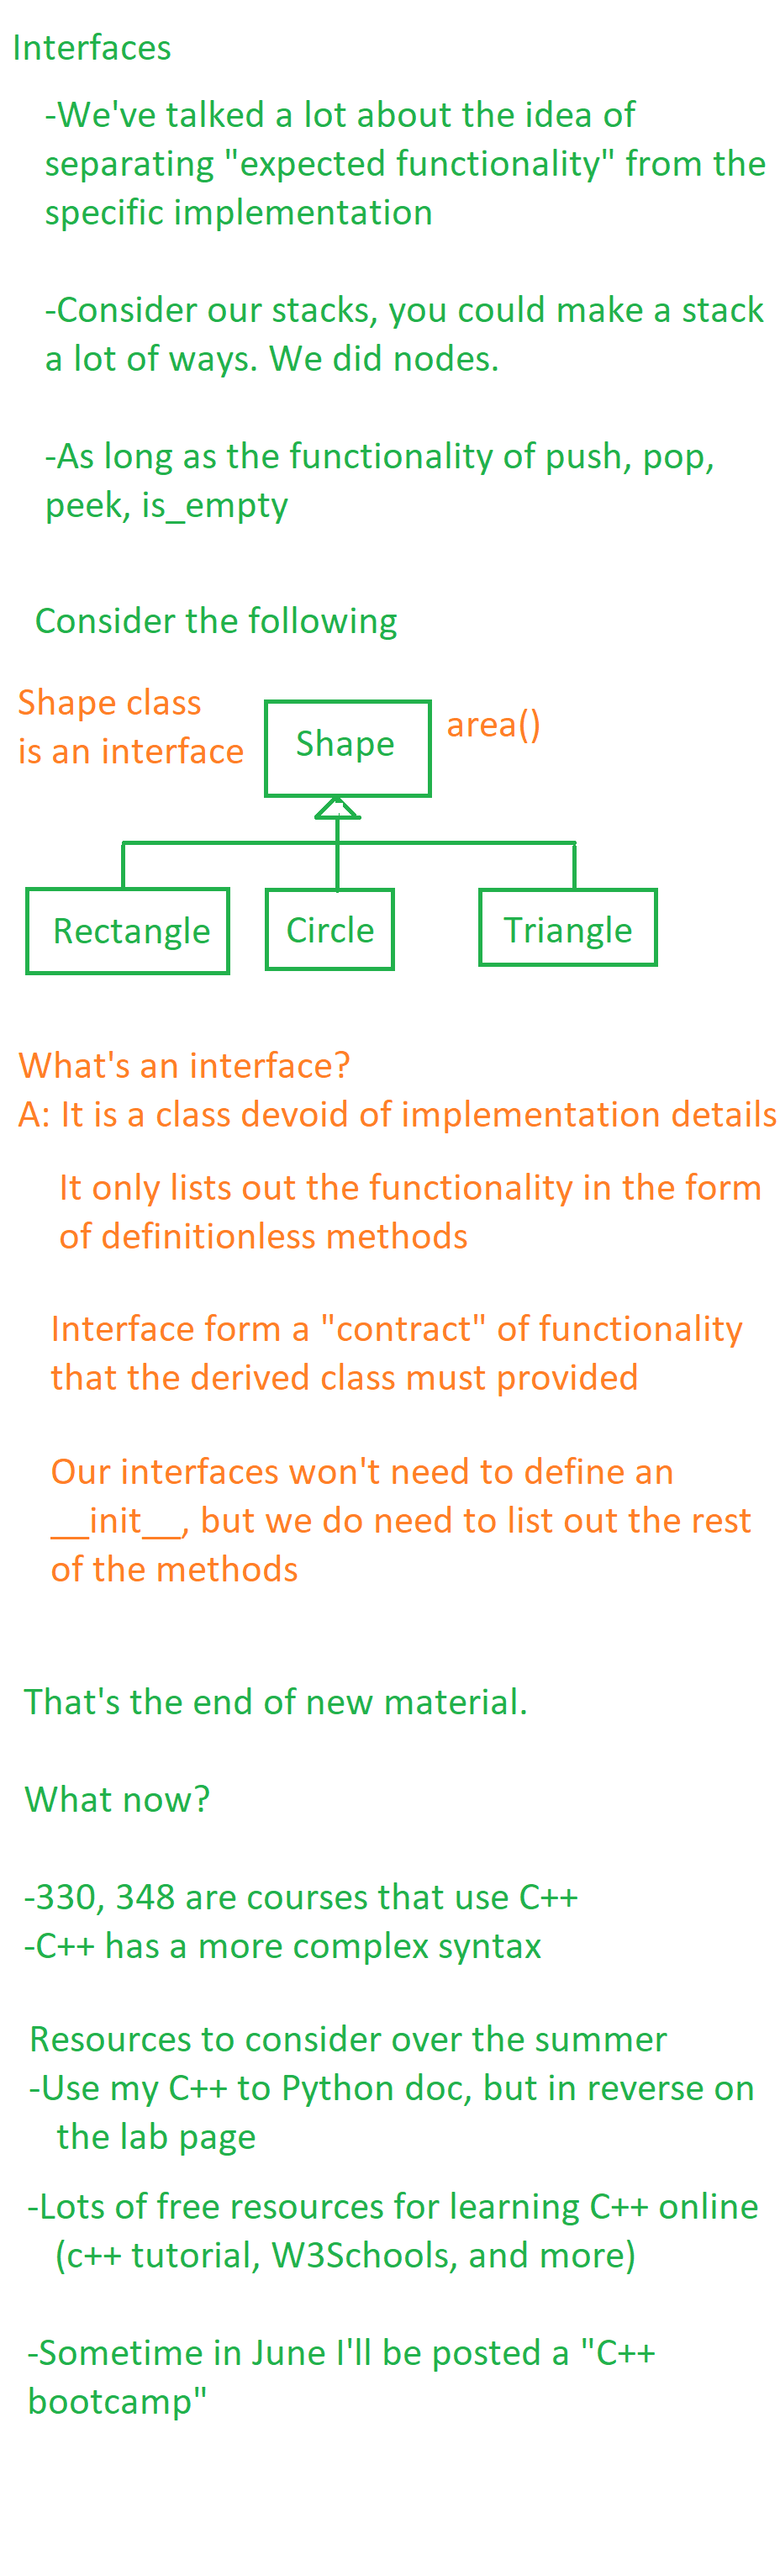 Interfaces
-We've talked a lot about the idea of
separating "expected functionality" from the
specific implementation
-Consider our stacks, you could make a stack
a lot of ways. We did nodes.
-As long as the functionality of push, pop,
peek, is_empty
Consider the following
Shape class
is an interface
Shape
area()
Rectangle
Circle
Triangle
What's an interface?
A: It is a class devoid of implementation details
It only lists out the functionality in the form
of definitionless methods
Interface form a "contract" of functionality
that the derived class must provided
Our interfaces won't need to define an
__init__, but we do need to list out the rest
of the methods
That's the end of new material.
What now?
-330, 348 are courses that use C++
-C++ has a more complex syntax
Resources to consider over the summer
-Use my C++ to Python doc, but in reverse on
the lab page
-Lots of free resources for learning C++ online
(c++ tutorial, W3Schools, and more)
-Sometime in June I'll be posted a "C++
bootcamp"